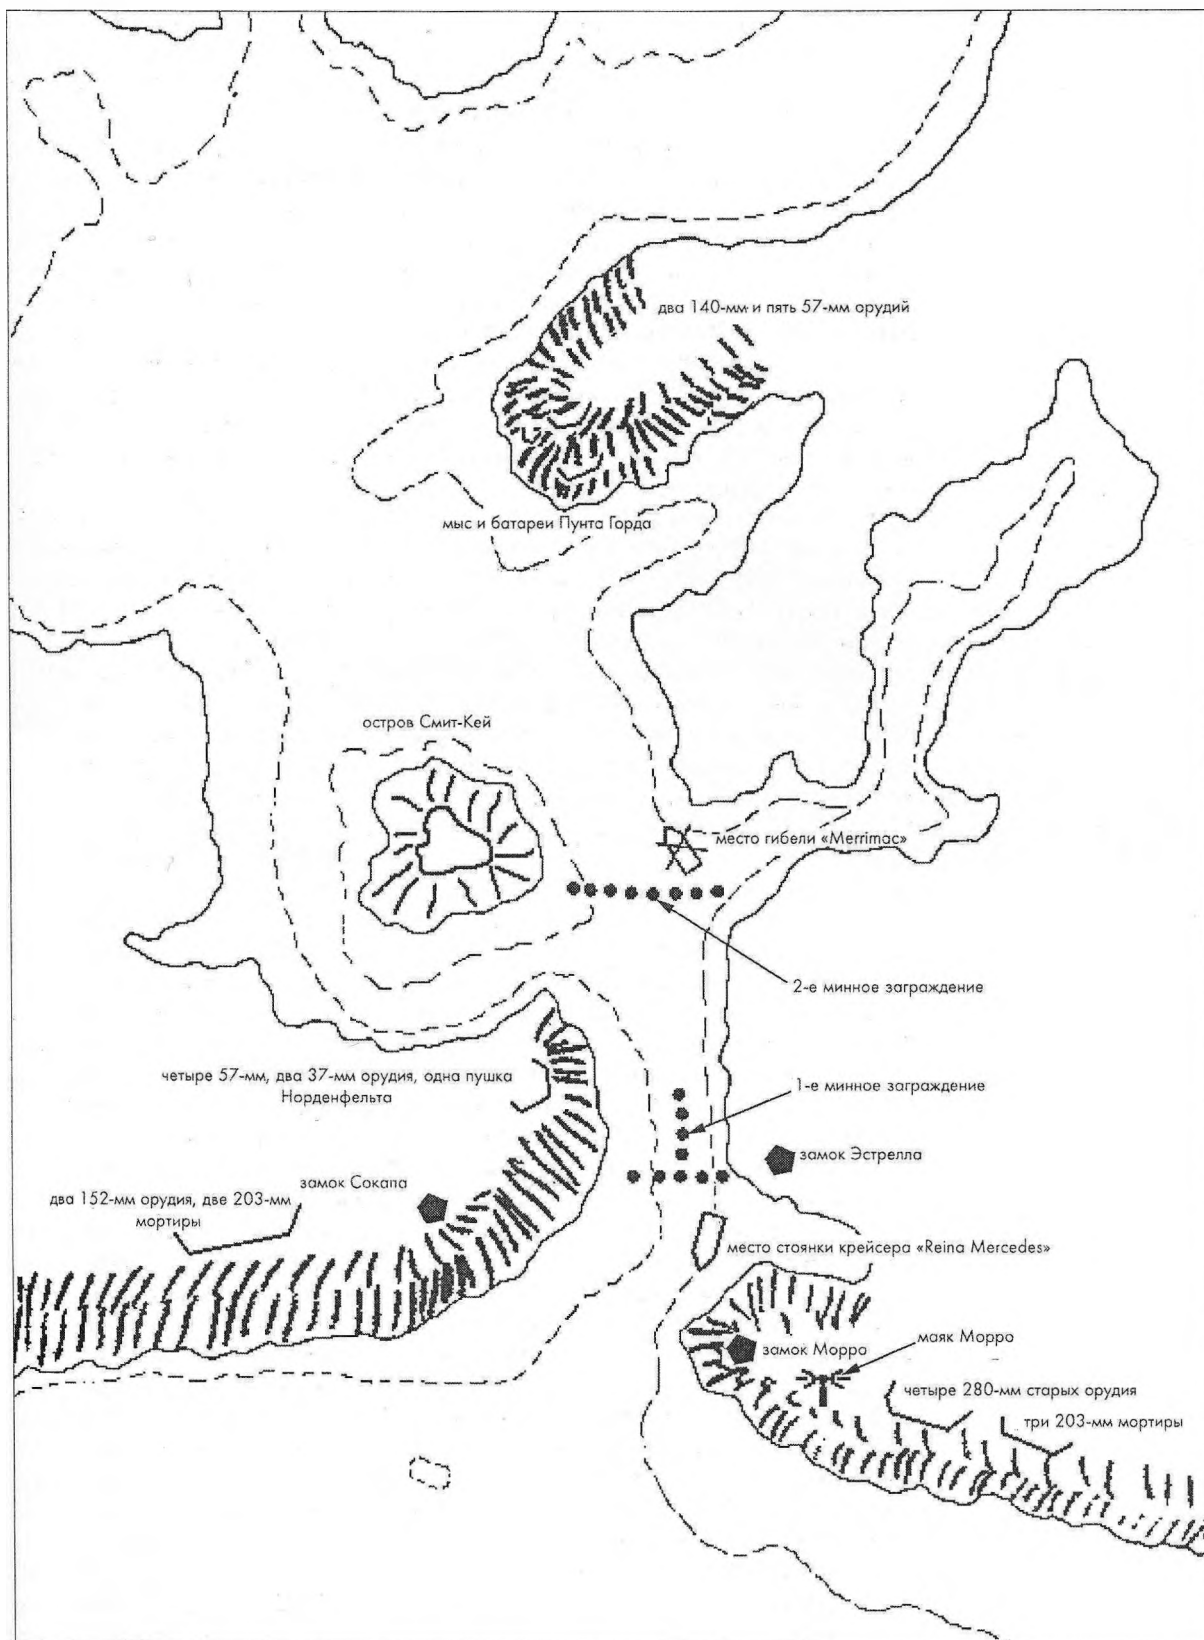 два 140-мм и пять 57-мм орудий
мыс и батареи Пунта Горда
остров Смит-Кей
место гибели «Merrimac»
2-е минное заграждение
четыре 57-мм, два 37-мм орудия, одна пушка
Норденфельта
1-е минное заграждение
замок Эстрелла
замок Сокапа
два 152-мм орудия, две 203-мм
мортиры
место стоянки крейсера «Reina Mercedes»
маяк Морро
замок Морро
четыре 280-мм старых орудия
три 203-мм мортиры